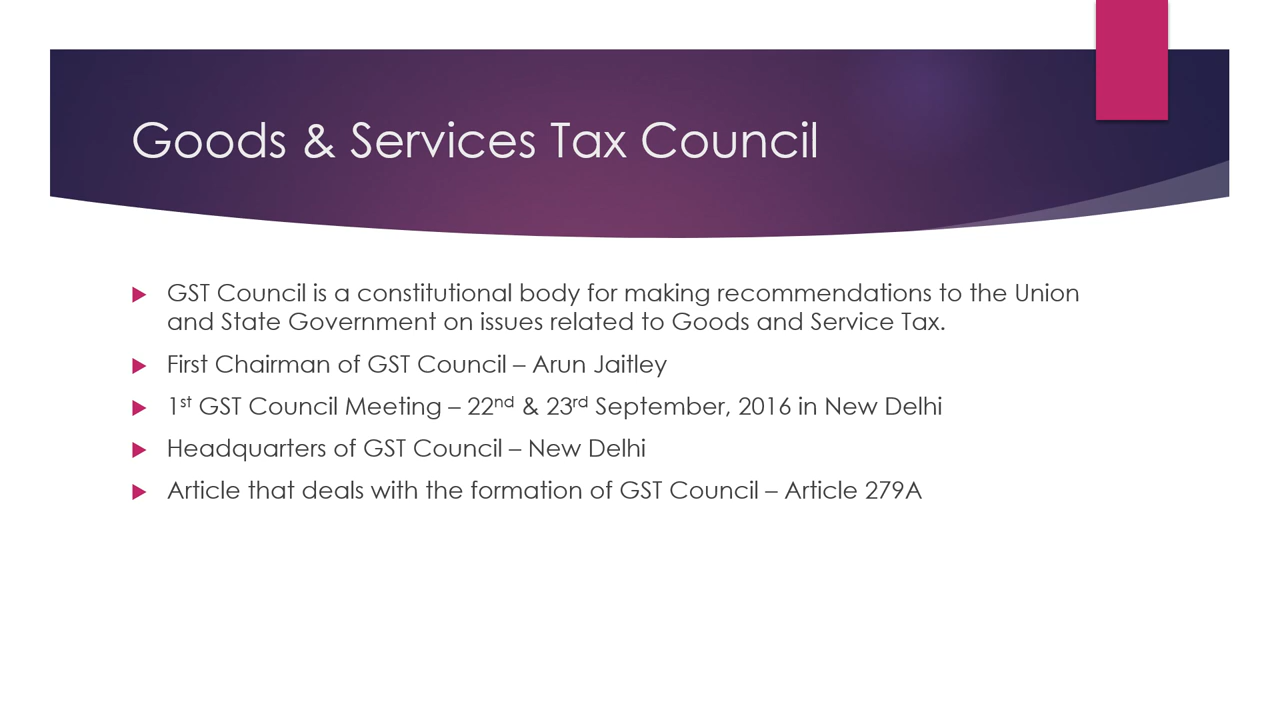 Goods & Services Tax Council
GST Council is a constitutional body for making recommendations to the Union
and State Government on issues related to Goods and Service Tax.
First Chairman of GST Council – Arun Jaitley
1st GST Council Meeting – 22nd & 23rd September, 2016 in New Delhi
Headquarters of GST Council – New Delhi
Article that deals with the formation of GST Council – Article 279A